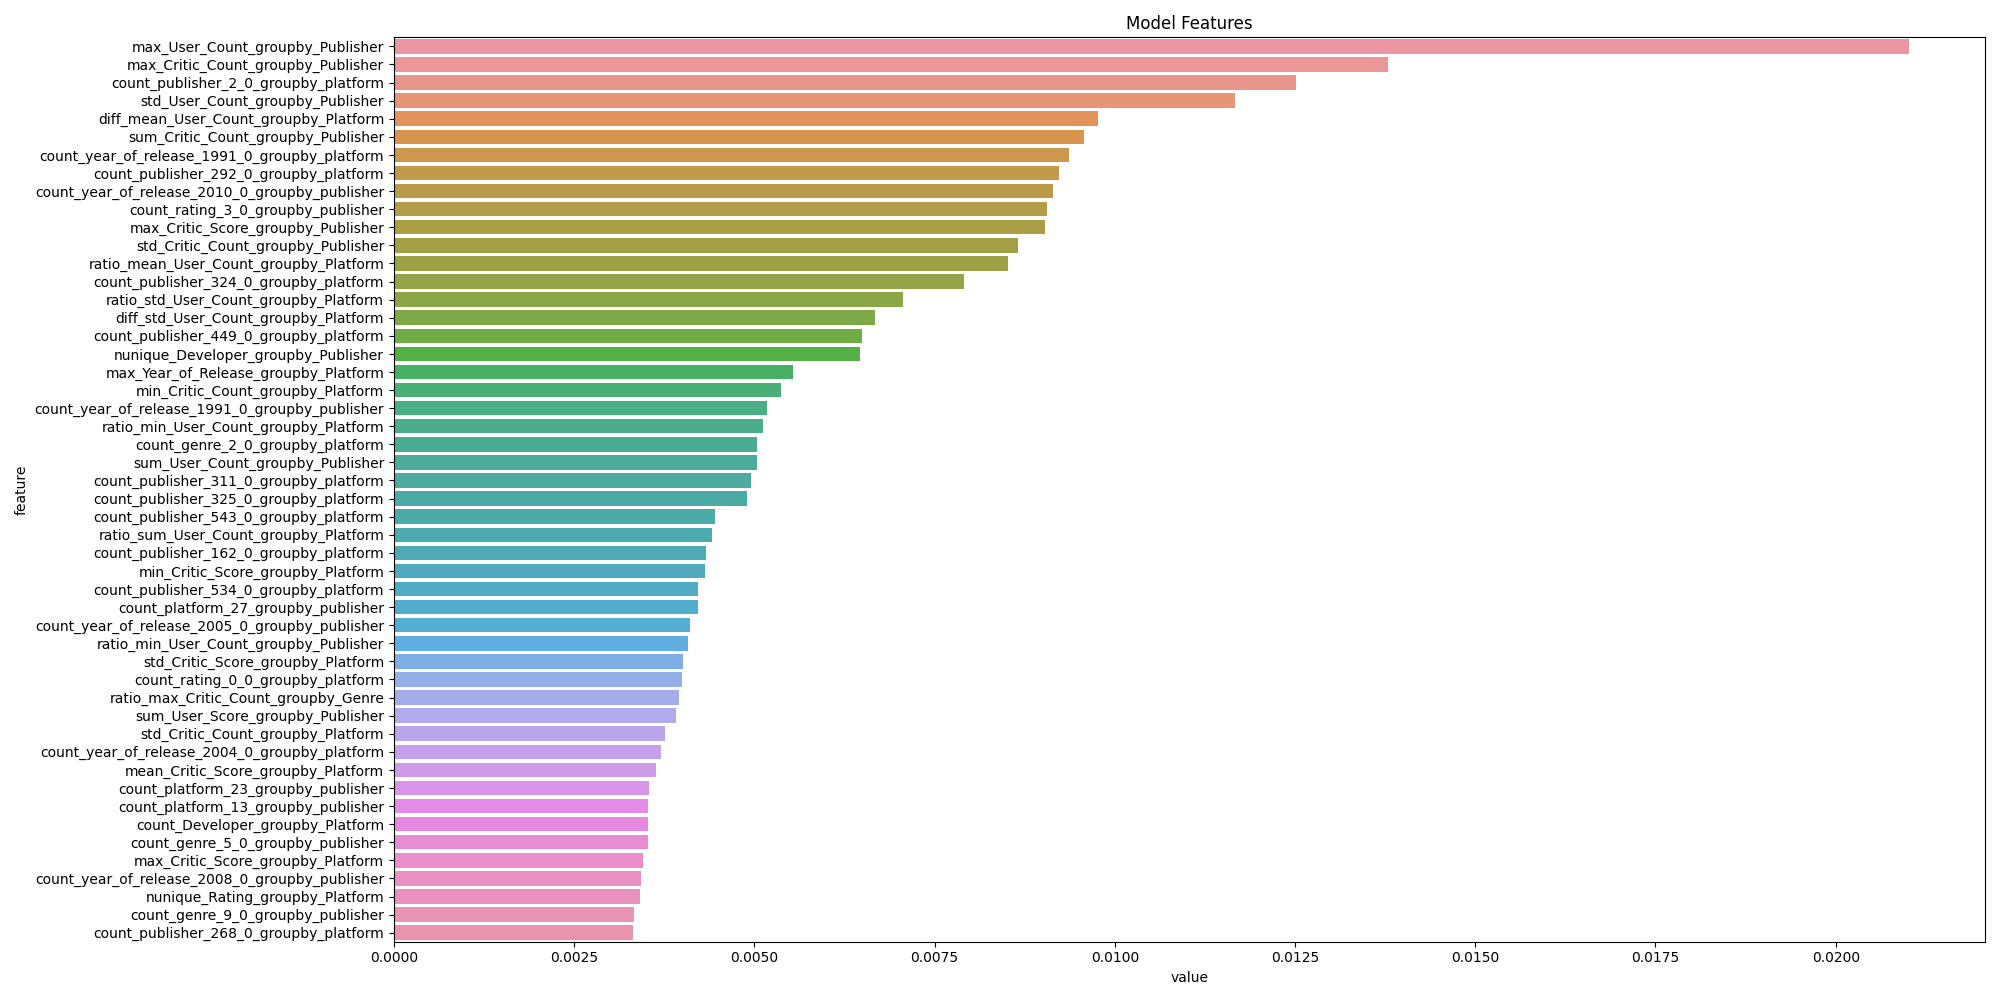 Model Features
max_User_Count_groupby_Publisher
max_Critic_Count_groupby_Publisher
count_publisher_2_0_groupby_platform
std_User_Count_groupby_Publisher
diff_mean_User_Count_groupby_Platform
sum_Critic_Count_groupby_Publisher
count_year_of_release_1991_0_groupby_platform
count_publisher_292_0_groupby_platform
count_year_of_release_2010_0_groupby_publisher
count_rating_3_0_groupby_publisher
max_Critic_Score_groupby_Publisher
std_Critic_Count_groupby_Publisher
ratio_mean_User_Count_groupby_Platform
count_publisher_324_0_groupby_platform
ratio_std_User_Count_groupby_Platform
diff_std_User_Count_groupby_Platform
count_publisher_449_0_groupby_platform
nunique_Developer_groupby_Publisher
max_Year_of_Release_groupby_Platform
min_Critic_Count_groupby_Platform
count_year_of_release_1991_0_groupby_publisher
ratio_min_User_Count_groupby_Platform
count_genre_2_0_groupby_platform
sum_User_Count_groupby_Publisher
count_publisher_311_0_groupby_platform
count_publisher_325_0_groupby_platform
count_publisher_543_0_groupby_platform
ratio_sum_User_Count_groupby_Platform
count_publisher_162_0_groupby_platform
min_Critic_Score_groupby_Platform
count_publisher_534_0_groupby_platform
count_platform_27_groupby_publisher
count_year_of_release_2005_0_groupby_publisher
ratio_min_User_Count_groupby_Publisher
std_Critic_Score_groupby_Platform
count_rating_0_0_groupby_platform
ratio_max_Critic_Count_groupby_Genre
sum_User_Score_groupby_Publisher
std_Critic_Count_groupby_Platform
count_year_of_release_2004_0_groupby_platform
mean_Critic_Score_groupby_Platform
count_platform_23_groupby_publisher
count_platform_13_groupby_publisher
count_Developer_groupby_Platform
count_genre_5_0_groupby_publisher
max_Critic_Score_groupby_Platform
count_year_of_release_2008_0_groupby_publisher
nunique_Rating_groupby_Platform
count_genre_9_0_groupby_publisher
count_publisher_268_0_groupby_platform
feature
0.0000 0.0025 0.0050 0.0075 0.0100 0.0125 0.0150 0.0175 0.0200
value